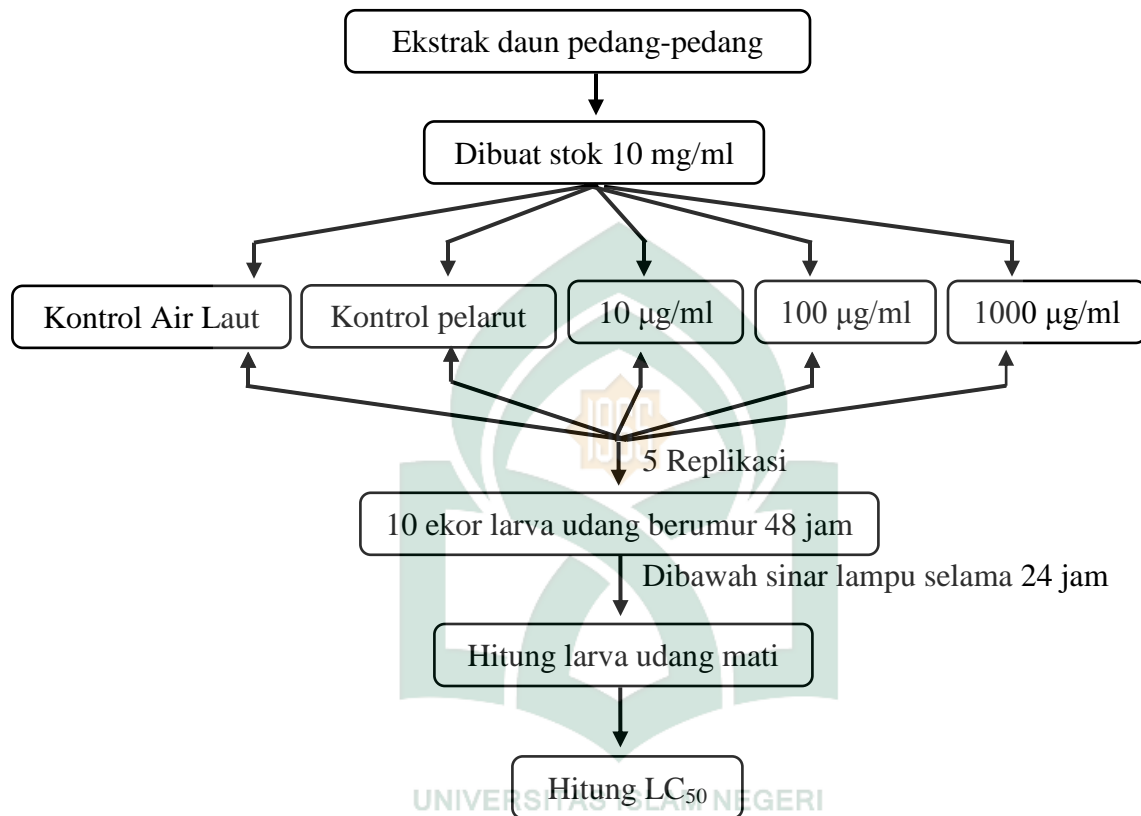 Ekstrak daun pedang-pedang
Dibuat stok 10 mg/ml
Kontrol Air Laut
Kontrol pelarut
10 µg/ml
100 µg/ml
1000 µg/ml
5 Replikasi
10 ekor larva udang berumur 48 jam
Dibawah sinar lampu selama 24 jam
Hitung larva udang mati
Hitung LC₅₀
UNIVERSITAS ISLAM NEGERI